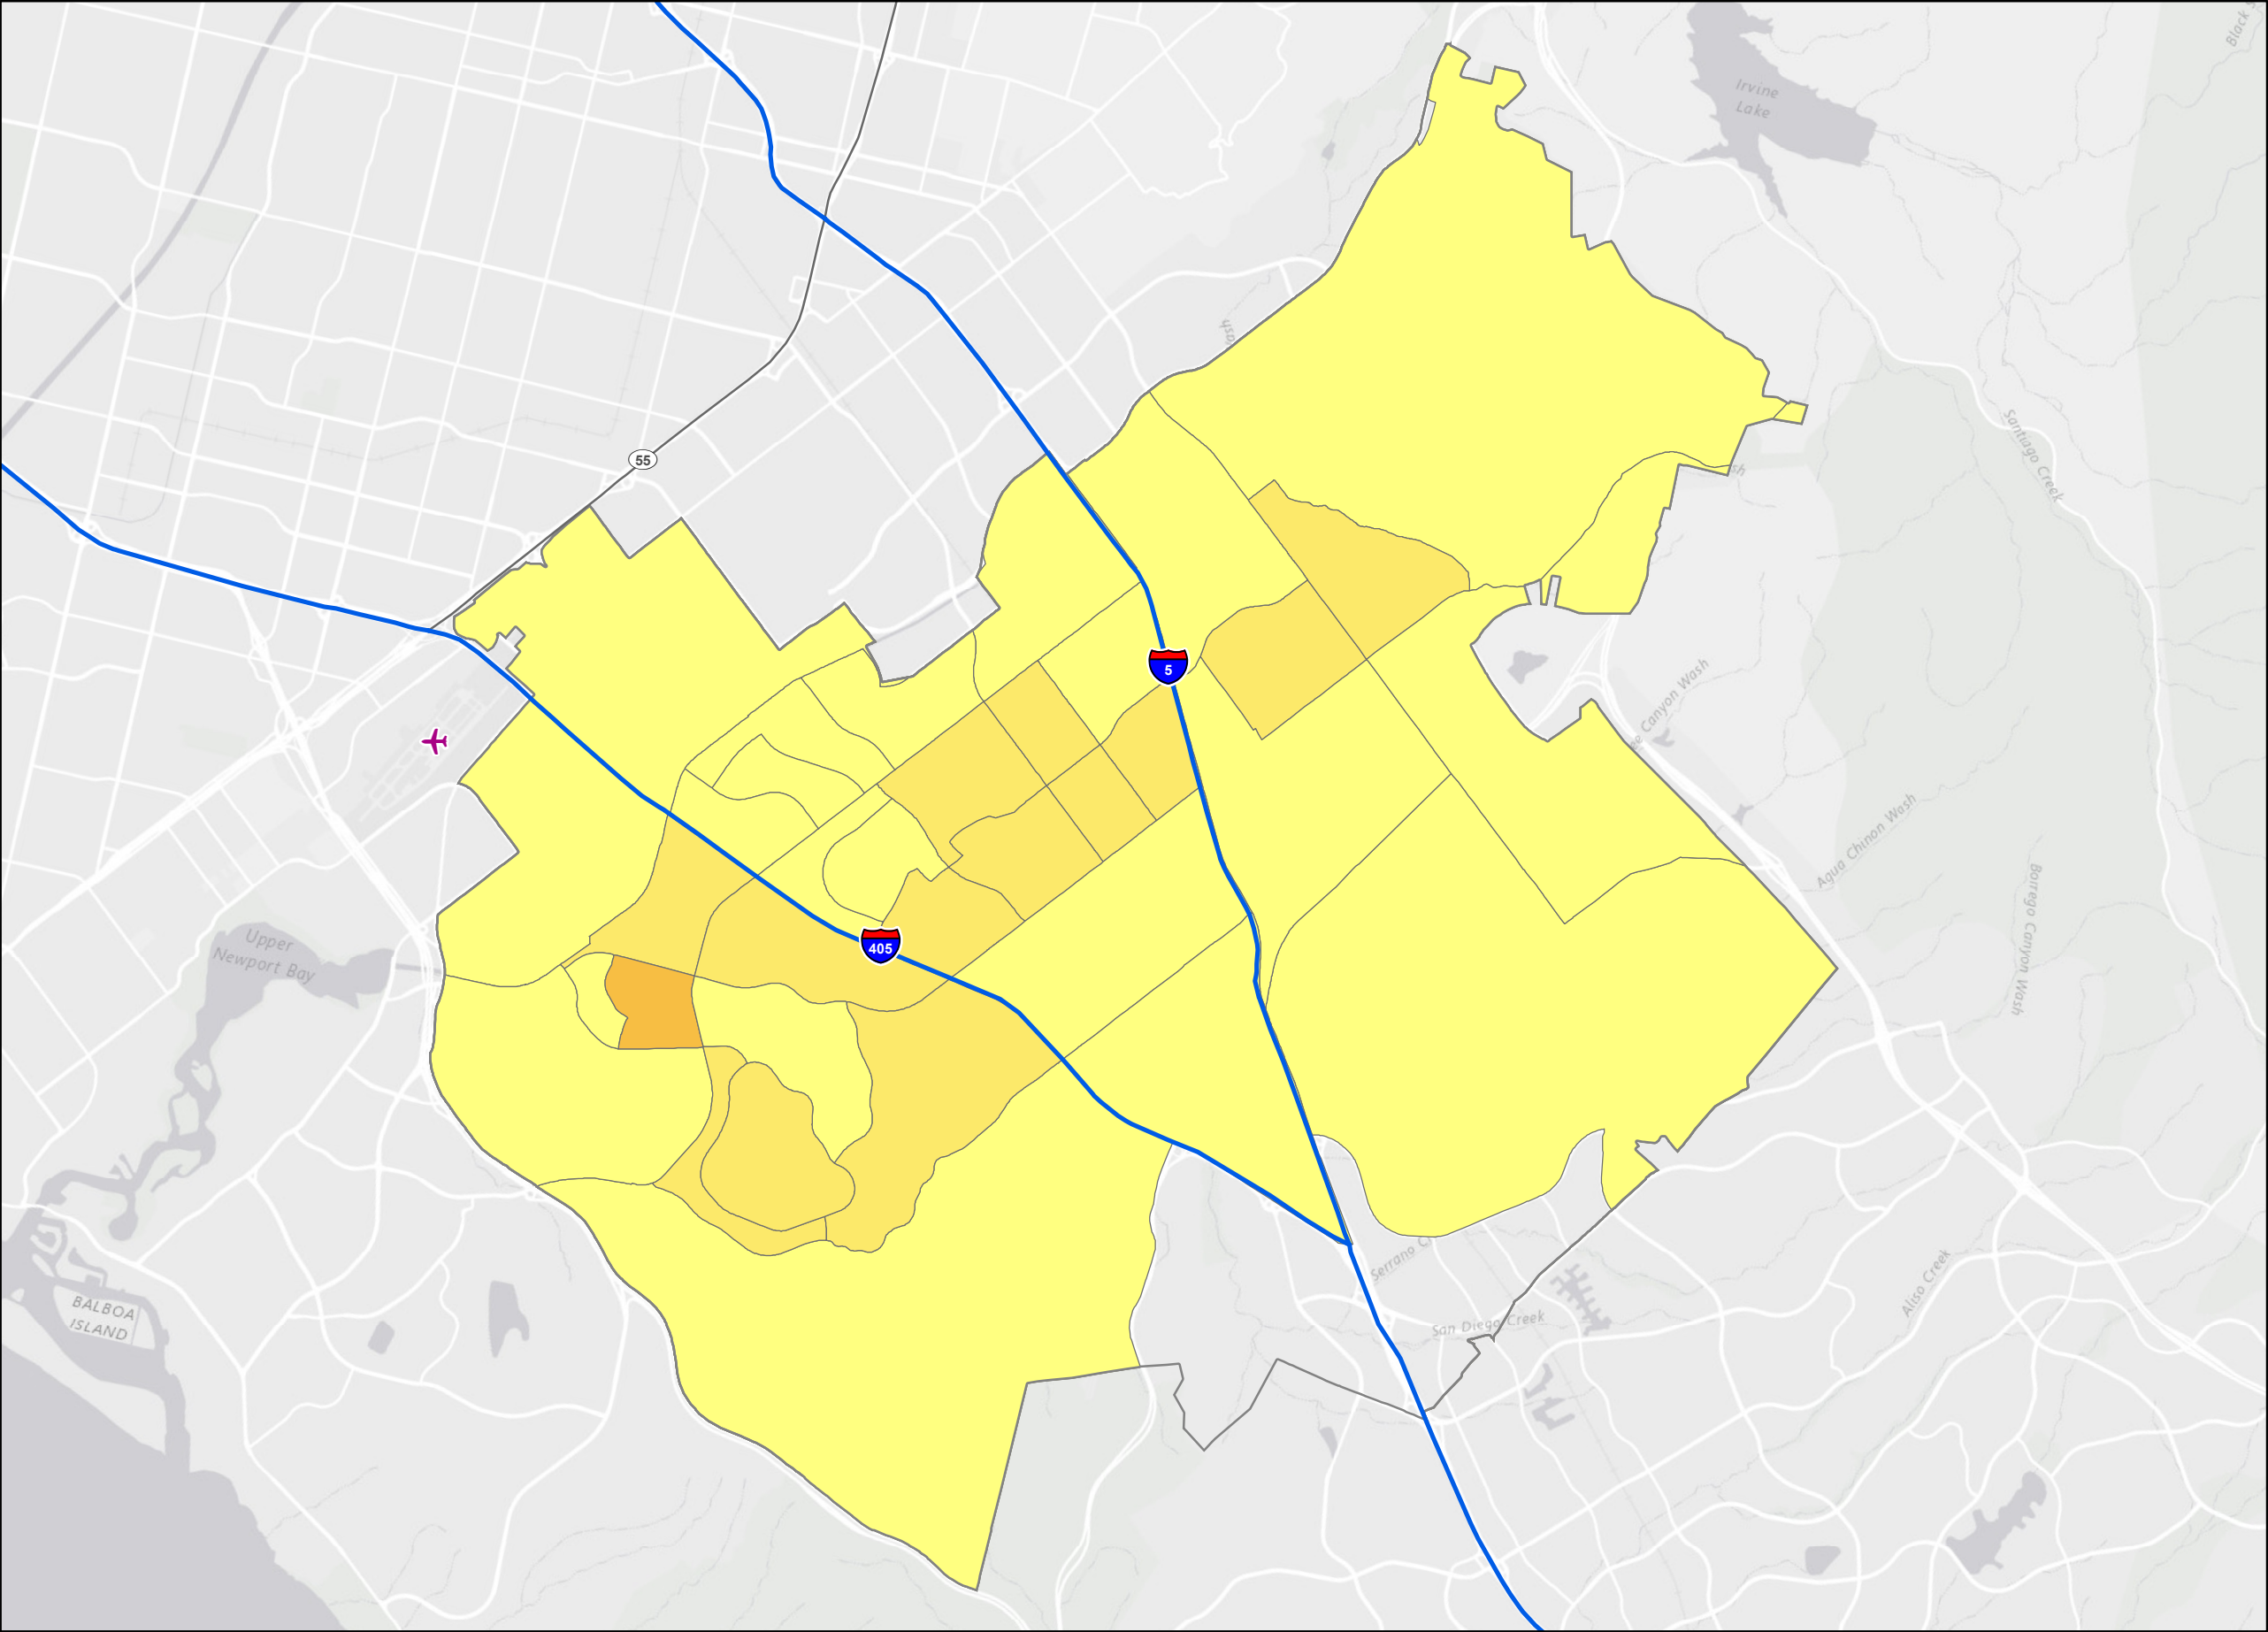 Irvine
Lake
Santiago Creek
55
5
Canyon Wash
Agua Chinon Wash
Borrego Canyon Wash
405
Upper
Newport Bay
Serrano
Aliso Creek
San Diego Creek
BALBOA
ISLAND